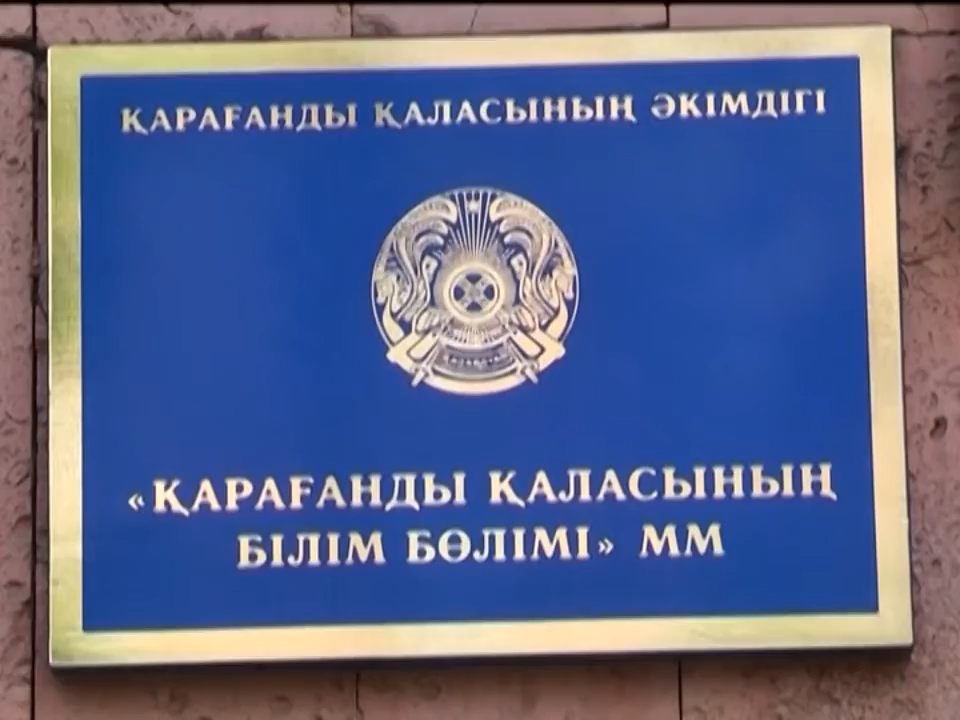 ҚАРАҒАНДЫ ҚАЛАСЫНЫҢ ӘКІМДІГІ
«ҚАРАҒАНДЫ ҚАЛАСЫНЫҢ
БІЛІМ БӨЛІМІ» ММ